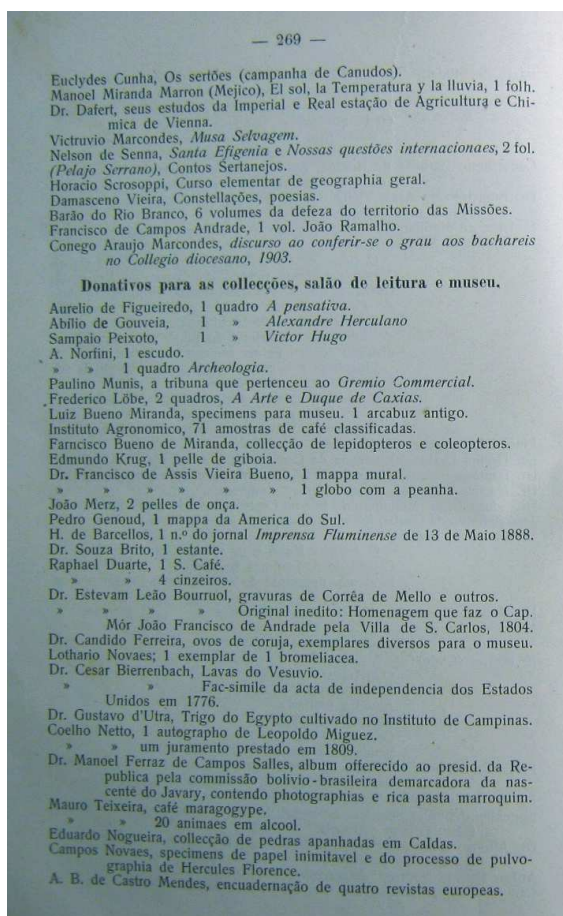 — 269 —
Euclydes Cunha, Os sertões (campanha de Canudos).
Manoel Miranda Marron (Mejico), El sol, la Temperatura y la lluvia, 1 folh.
Dr. Dafert, seus estudos da Imperial e Real estação de Agricultura e Chi-
mica de Vienna.
Victruvio Marcondes, Musa Selvagem.
Nelson de Senna, Santa Efigenia e Nossas questões internacionaes, 2 fol.
(Pelajo Serrano), Contos Sertanejos.
Horacio Scrosoppi, Curso elementar de geographia geral.
Damasceno Vieira, Constellações, poesias.
Barão do Rio Branco, 6 volumes da defeza do territorio das Missões.
Francisco de Campos Andrade, 1 vol. João Ramalho.
Conego Araujo Marcondes, discurso ao conferir-se o grau aos bachareis
no Collegio diocesano, 1903.
Donativos para as collecções, salão de leitura e museu.
Aurelio de Figueiredo, 1 quadro A pensativa.
Abilio de Gouveia, 1 » Alexandre Herculano
Sampaio Peixoto, 1 » Victor Hugo
A. Norfini, 1 escudo.
» » 1 quadro Archeologia.
Paulino Munis, a tribuna que pertenceu ao Gremio Commercial.
Frederico Löbe, 2 quadros, A Arte e Duque de Caxias.
Luiz Bueno Miranda, specimens para museu. 1 arcabuz antigo.
Instituto Agronomico, 71 amostras de café classificadas.
Farncisco Bueno de Miranda, collecção de lepidopteros e coleopteros.
Edmundo Krug, 1 pelle de giboia.
Dr. Francisco de Assis Vieira Bueno, 1 mappa mural.
» » » » » » 1 globo com a peanha.
João Merz, 2 pelles de onça.
Pedro Genoud, 1 mappa da America do Sul.
H. de Barcellos, 1 n.º do jornal Imprensa Fluminense de 13 de Maio 1888.
Dr. Souza Brito, 1 estante.
Raphael Duarte, 1 S. Café.
» » 4 cinzeiros.
Dr. Estevam Leão Bourruol, gravuras de Corrêa de Mello e outros.
» » » » Original inedito: Homenagem que faz o Cap.
Mór João Francisco de Andrade pela Villa de S. Carlos, 1804.
Dr. Candido Ferreira, ovos de coruja, exemplares diversos para o museu.
Lothario Novaes; 1 exemplar de 1 bromeliacea.
Dr. Cesar Bierrenbach, Lavas do Vesuvio.
» » Fac-simile da acta de independencia dos Estados
Unidos em 1776.
Dr. Gustavo d'Utra, Trigo do Egypto cultivado no Instituto de Campinas.
Coelho Netto, 1 autographo de Leopoldo Miguez.
» » um juramento prestado em 1809.
Dr. Manoel Ferraz de Campos Salles, album offerecido ao presid. da Re-
publica pela commissão bolivio-brasileira demarcadora da nas-
cente do Javary, contendo photographias e rica pasta marroquim.
Mauro Teixeira, café maragogype.
» » 20 animaes em alcool.
Eduardo Nogueira, collecção de pedras apanhadas em Caldas.
Campos Novaes, specimens de papel inimitavel e do processo de pulvo-
graphia de Hercules Florence.
A. B. de Castro Mendes, encuadernação de quatro revistas europeas.